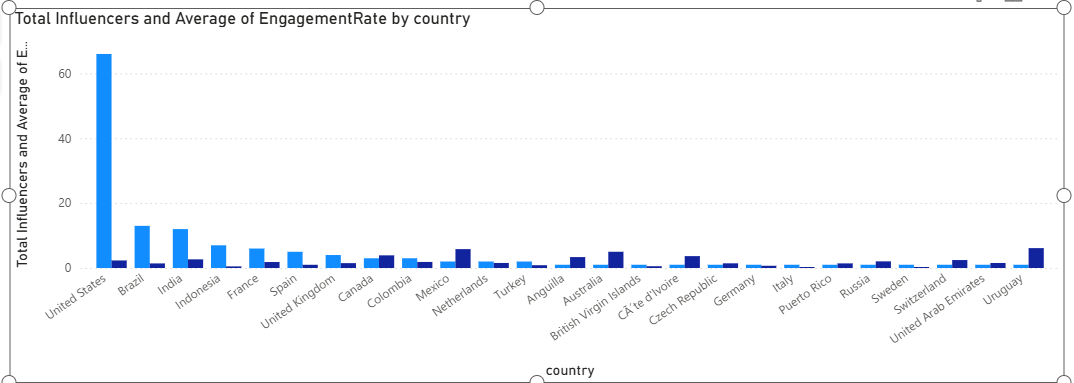 Total Influencers and Average of EngagementRate by country
Total Influencers and Average of E...
60
40
20
0
United States
Brazil
India
Indonesia
France
Spain
United Kingdom
Canada
Colombia
Mexico
Netherlands
Turkey
Anguilla
Australia
British Virgin Islands
CÃ´te d'Ivoire
Czech Republic
Germany
Italy
Puerto Rico
Russia
Sweden
Switzerland
United Arab Emirates
Uruguay
country